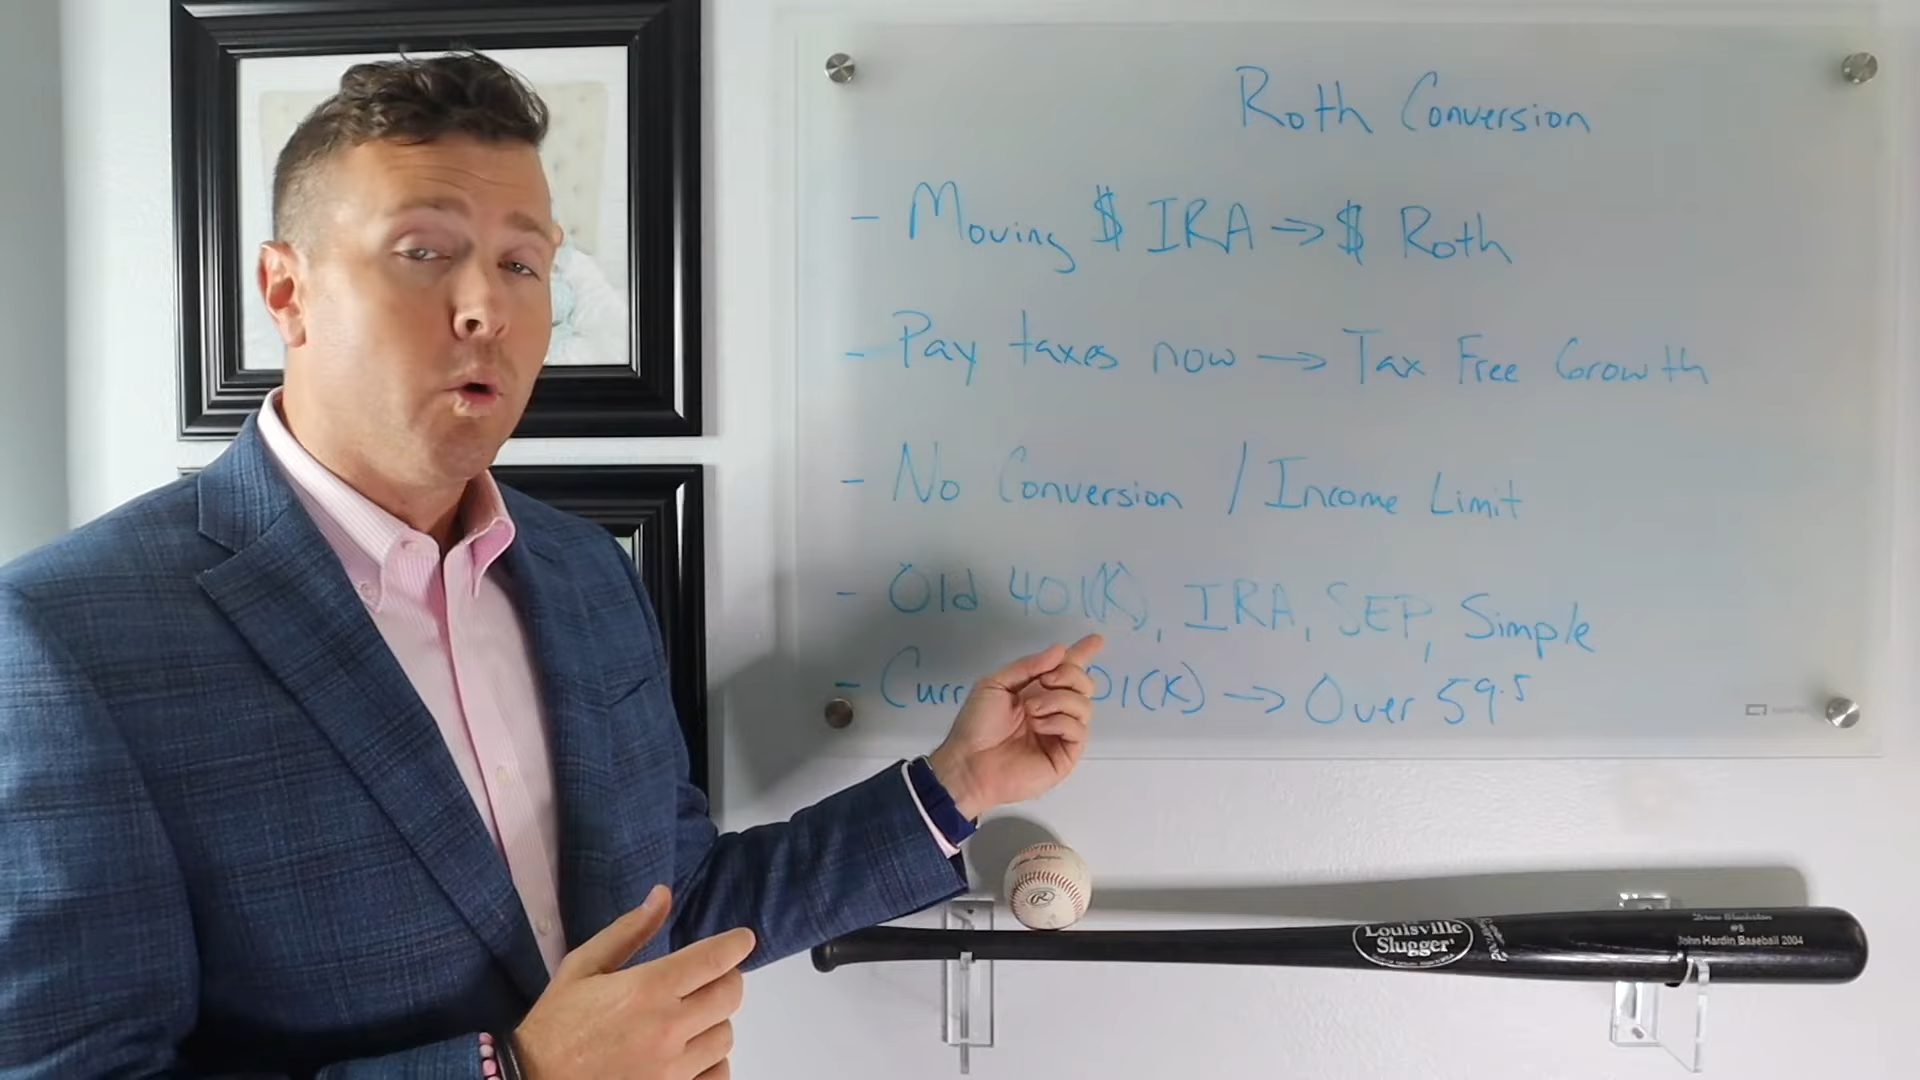 Roth Conversion
- Moving $ IRA → $ Roth
- Pay taxes now → Tax Free Growth
- No Conversion / Income Limit
- Old 401(K), IRA, SEP, Simple
- Curr 01(K) → Over 59.5
R
Louisville
Slugger
#8
John Hardin Baseball 2004